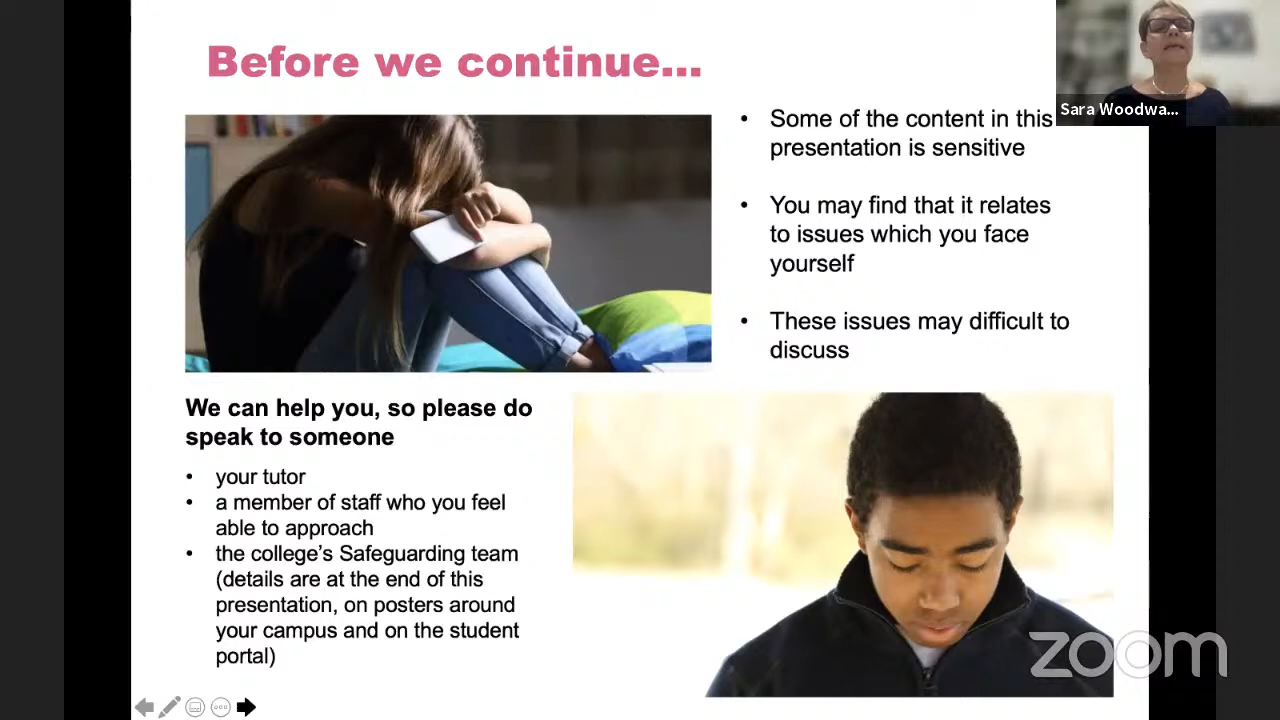 Before we continue...
Sara Woodwa...
• Some of the content in this
presentation is sensitive
• You may find that it relates
to issues which you face
yourself
• These issues may difficult to
discuss
We can help you, so please do
speak to someone
• your tutor
• a member of staff who you feel
able to approach
• the college’s Safeguarding team
(details are at the end of this
presentation, on posters around
your campus and on the student
portal)
zoom